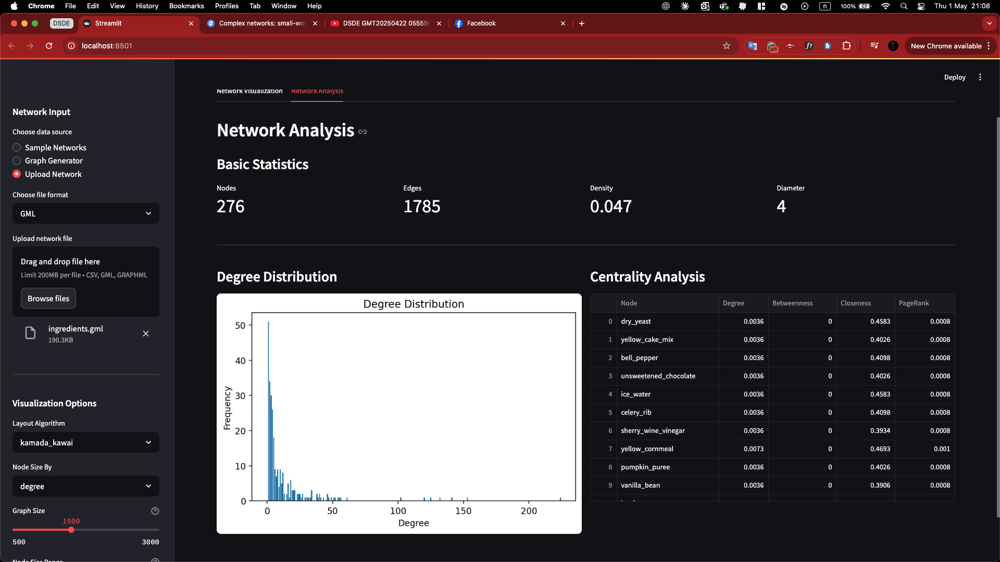 Chrome File Edit View History Bookmarks Profiles Tab Window Help 100% Thu 1 May 21:08
DSDE Streamlit Complex networks: small-wor DSDE GMT20250422 055556 Facebook
localhost:8501 off f? New Chrome available
Deploy
Network Input
Choose data source
Sample Networks
Graph Generator
Upload Network
Choose file format
GML
Upload network file
Drag and drop file here
Limit 200MB per file • CSV, GML, GRAPHML
Browse files
ingredients.gml
190.3KB
Visualization Options
Layout Algorithm
kamada_kawai
Node Size By
degree
Graph Size
1500
500 3000
Node Size Range
Network Visualization Network Analysis
Network Analysis
Basic Statistics
Nodes Edges Density Diameter
276 1785 0.047 4
Degree Distribution
Degree Distribution
Frequency
50
40
30
20
10
0
0 50 100 150 200
Degree
Centrality Analysis
Node Degree Betweenness Closeness PageRank
0 dry_yeast 0.0036 0 0.4583 0.0008
1 yellow_cake_mix 0.0036 0 0.4026 0.0008
2 bell_pepper 0.0036 0 0.4098 0.0008
3 unsweetened_chocolate 0.0036 0 0.4026 0.0008
4 ice_water 0.0036 0 0.4583 0.0008
5 celery_rib 0.0036 0 0.4098 0.0008
6 sherry_wine_vinegar 0.0036 0 0.3934 0.0008
7 yellow_cornmeal 0.0073 0 0.4693 0.001
8 pumpkin_puree 0.0036 0 0.4026 0.0008
9 vanilla_bean 0.0036 0 0.3906 0.0008